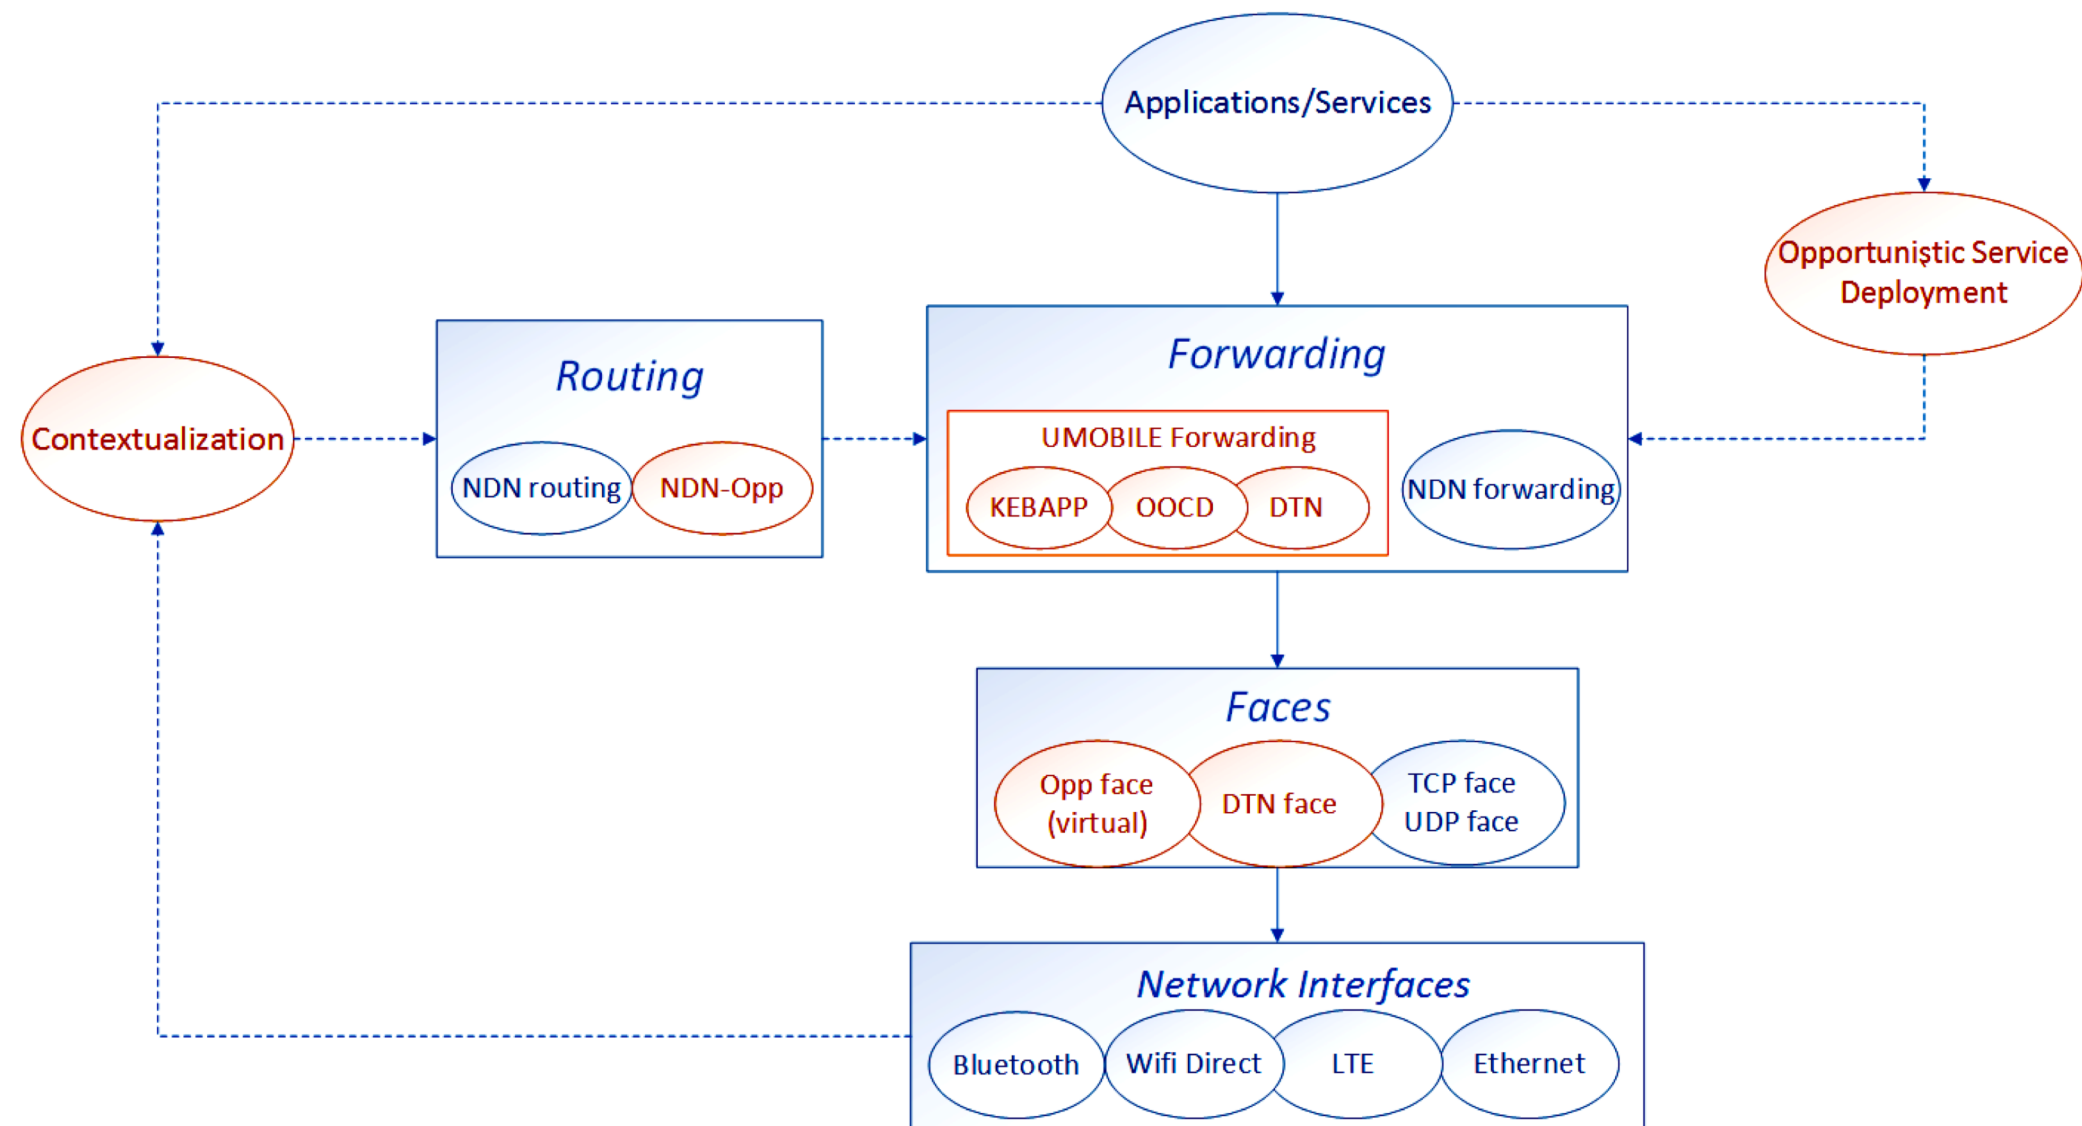 Applications/Services
Opportunistic Service
Deployment
Contextualization
Routing
NDN routing
NDN-Opp
Forwarding
UMOBILE Forwarding
KEBAPP
OOCD
DTN
NDN forwarding
Faces
Opp face
(virtual)
DTN face
TCP face
UDP face
Network Interfaces
Bluetooth
Wifi Direct
LTE
Ethernet